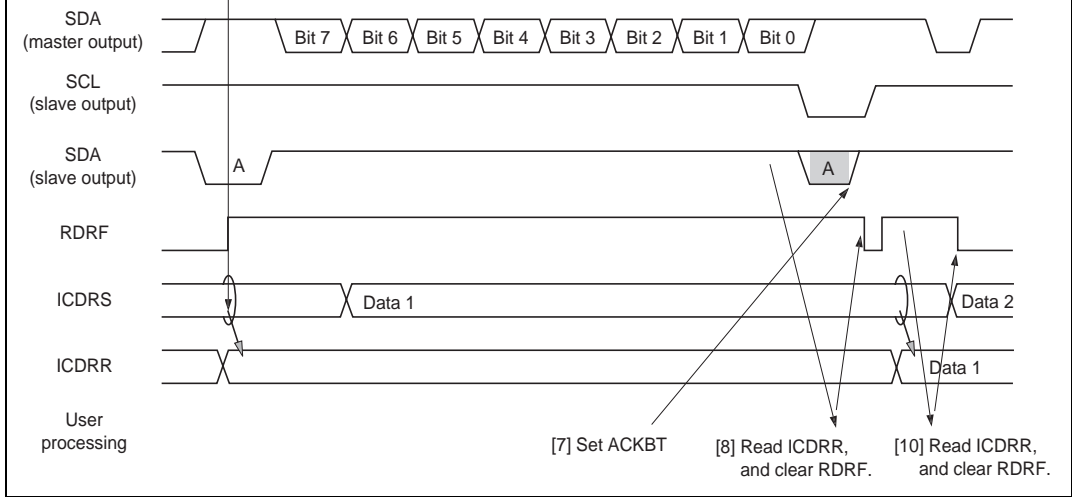 SDA
(master output)
Bit 7 Bit 6 Bit 5 Bit 4 Bit 3 Bit 2 Bit 1 Bit 0
SCL
(slave output)
SDA
(slave output)
A
A
RDRF
ICDRS
Data 1
Data 2
ICDRR
Data 1
User
processing
[7] Set ACKBT
[8] Read ICDRR,
and clear RDRF.
[10] Read ICDRR,
and clear RDRF.